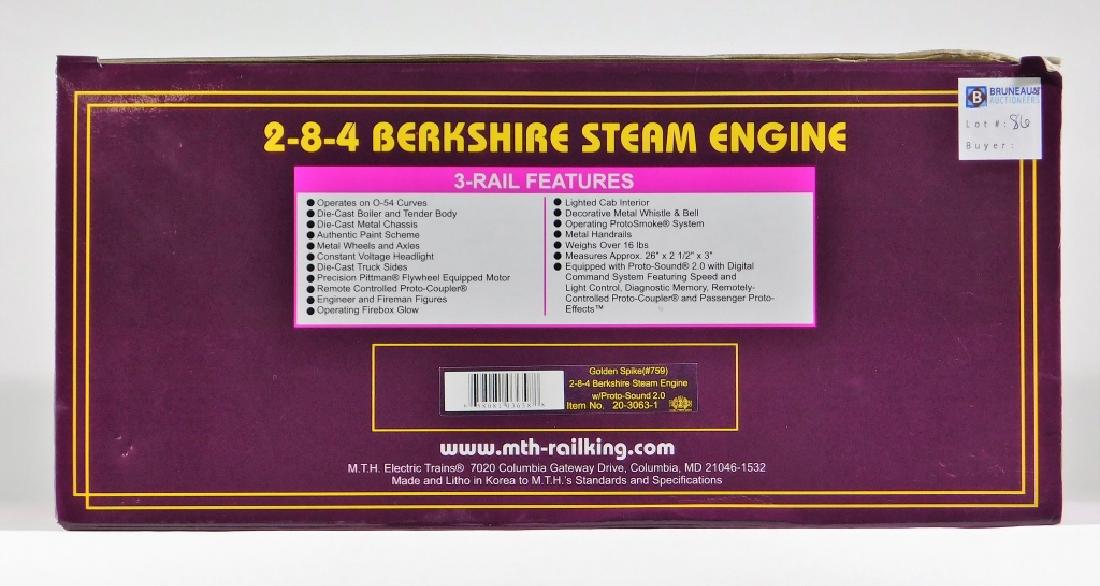 BRUNEAU & CO
AUCTIONEERS
Lot #: 86
Buyer:
2-8-4 BERKSHIRE STEAM ENGINE
3-RAIL FEATURES
Operates on O-54 Curves
Die-Cast Boiler and Tender Body
Die-Cast Metal Chassis
Authentic Paint Scheme
Metal Wheels and Axles
Constant Voltage Headlight
Die-Cast Truck Sides
Precision Pittman® Flywheel Equipped Motor
Remote Controlled Proto-Coupler®
Engineer and Fireman Figures
Operating Firebox Glow
Lighted Cab Interior
Decorative Metal Whistle & Bell
Operating ProtoSmoke® System
Metal Handrails
Weighs Over 16 lbs
Measures Approx. 26" x 2 1/2" x 3"
Equipped with Proto-Sound® 2.0 with Digital
Command System Featuring Speed and
Light Control, Diagnostic Memory, Remotely-
Controlled Proto-Coupler® and Passenger Proto-
Effects™
Golden Spike(#759)
2-8-4 Berkshire Steam Engine
w/Proto-Sound 2.0
Item No. 20-3063-1
www.mth-railking.com
M.T.H. Electric Trains® 7020 Columbia Gateway Drive, Columbia, MD 21046-1532
Made and Litho in Korea to M.T.H.'s Standards and Specifications